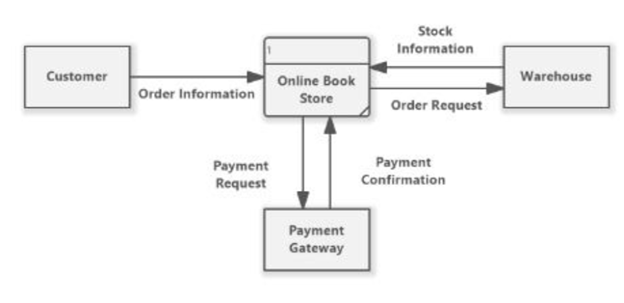 Stock
Information
1
Customer
Online Book
Store
Warehouse
Order Information
Order Request
Payment
Request
Payment
Confirmation
Payment
Gateway